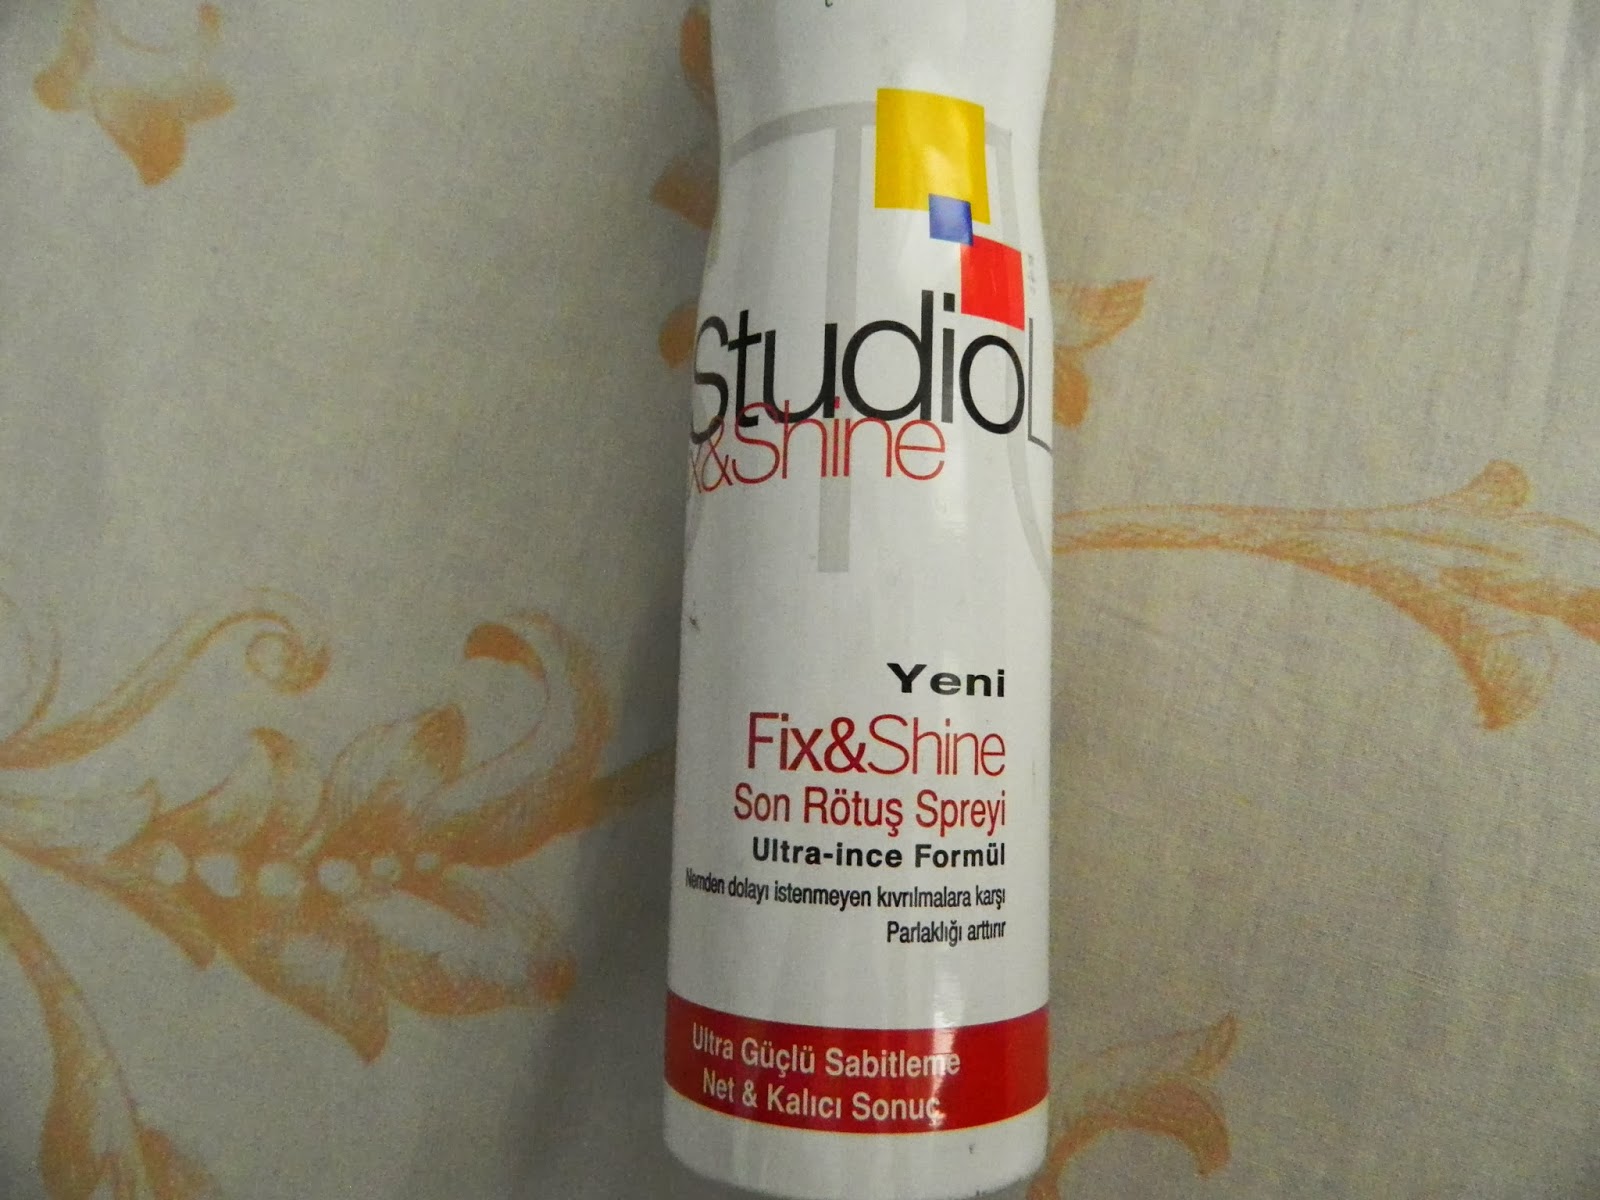 StudioL
x&Shine
Yeni
Fix&Shine
Son Rötuş Spreyi
Ultra-ince Formül
Nemden dolayı istenmeyen kıvrılmalara karşı
Parlaklığı arttırır
Ultra Güçlü Sabitleme
Net & Kalıcı Sonuç